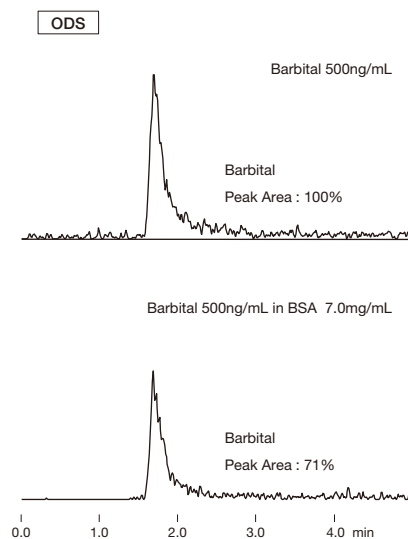 ODS
Barbital 500ng/mL
Barbital
Peak Area : 100%
Barbital 500ng/mL in BSA 7.0mg/mL
Barbital
Peak Area : 71%
0.0 1.0 2.0 3.0 4.0 min